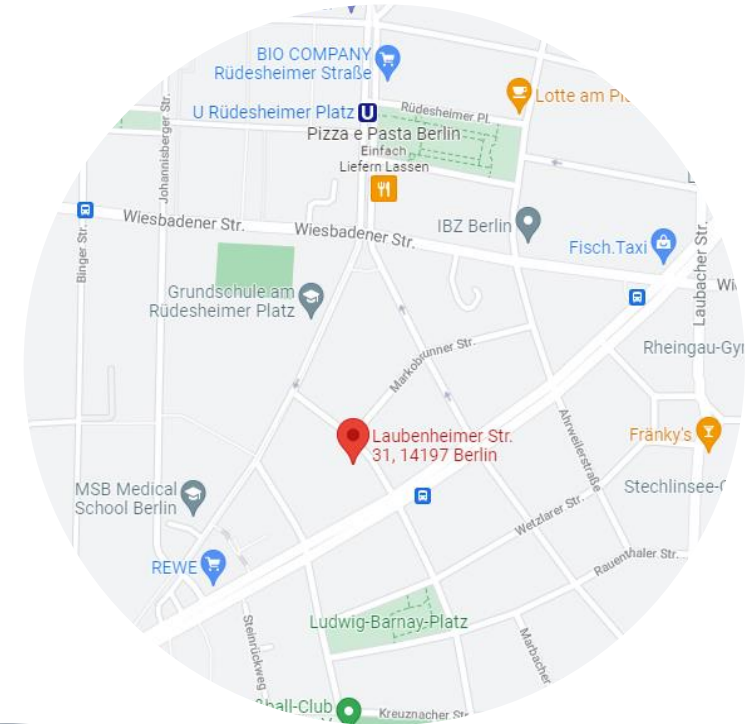 BIO COMPANY
Rüdesheimer Straße
Lotte am
U Rüdesheimer Platz U
Rüdesheimer Pl.
Pizza e Pasta Berlin
Einfach
Liefern Lassen
Johannisberger Str.
Wiesbadener Str.
Wiesbadener Str.
IBZ Berlin
Fisch.Taxi
Laubacher Str.
Binger Str.
Grundschule am
Rüdesheimer Platz
Markobrunner Str.
Rheingau-Gy
Laubenheimer Str.
31, 14197 Berlin
Ahrweilerstraße
Fränky's
MSB Medical
School Berlin
Stechlinsee-
Wetzlarer Str.
REWE
Rauenthaler Str.
Ludwig-Barnay-Platz
Steinrückweg
Marbacher
ball-Club
Kreuznacher Str